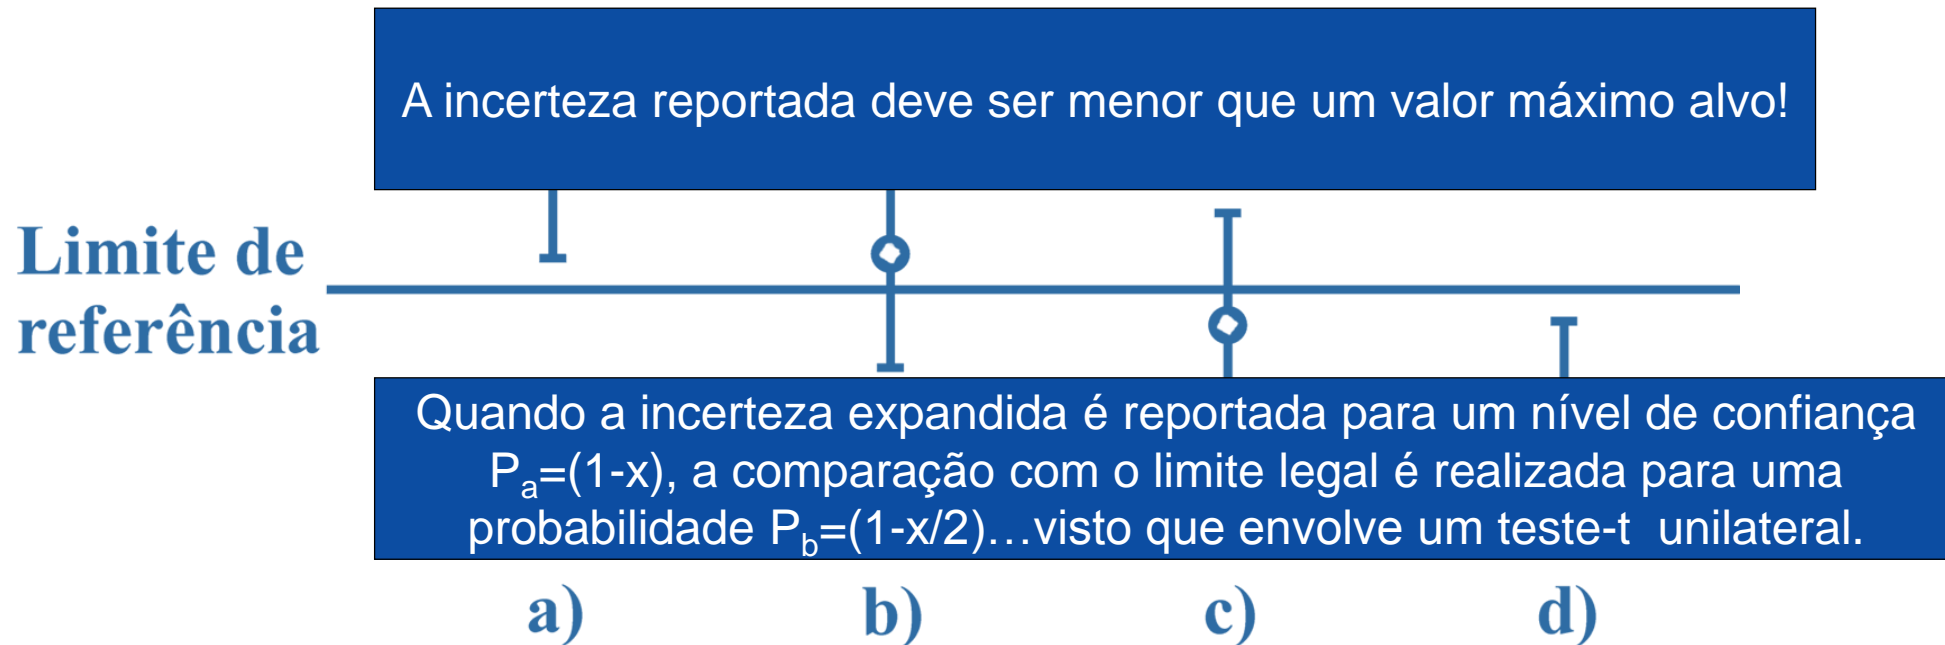 A incerteza reportada deve ser menor que um valor máximo alvo!
Limite de
referência
Quando a incerteza expandida é reportada para um nível de confiança
Pa=(1-x), a comparação com o limite legal é realizada para uma
probabilidade Pb=(1-x/2)…visto que envolve um teste-t unilateral.
a) b) c) d)